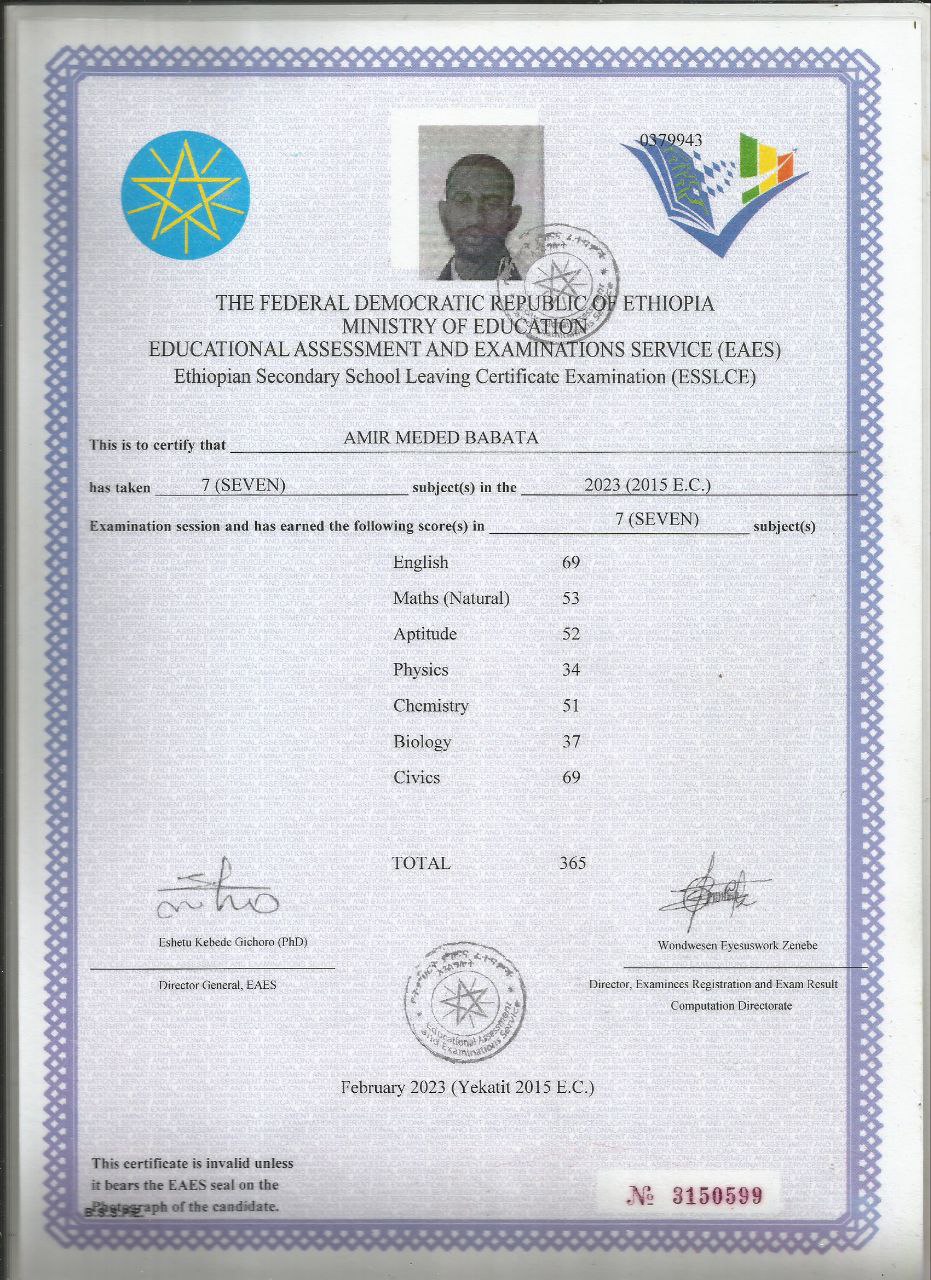 0379943
THE FEDERAL DEMOCRATIC REPUBLIC OF ETHIOPIA
MINISTRY OF EDUCATION
EDUCATIONAL ASSESSMENT AND EXAMINATIONS SERVICE (EAES)
Ethiopian Secondary School Leaving Certificate Examination (ESSLCE)
This is to certify that AMIR MEDED BABATA
has taken 7 (SEVEN) subject(s) in the 2023 (2015 E.C.)
Examination session and has earned the following score(s) in 7 (SEVEN) subject(s)
English 69
Maths (Natural) 53
Aptitude 52
Physics 34
Chemistry 51
Biology 37
Civics 69
TOTAL 365
Eshetu Kebede Gichoro (PhD)
Director General, EAES
Wondwesen Eyesuswork Zenebe
Director, Examinees Registration and Exam Result
Computation Directorate
Educational Assessment
and Examinations Service
February 2023 (Yekatit 2015 E.C.)
This certificate is invalid unless
it bears the EAES seal on the
Photograph of the candidate.
№ 3150599